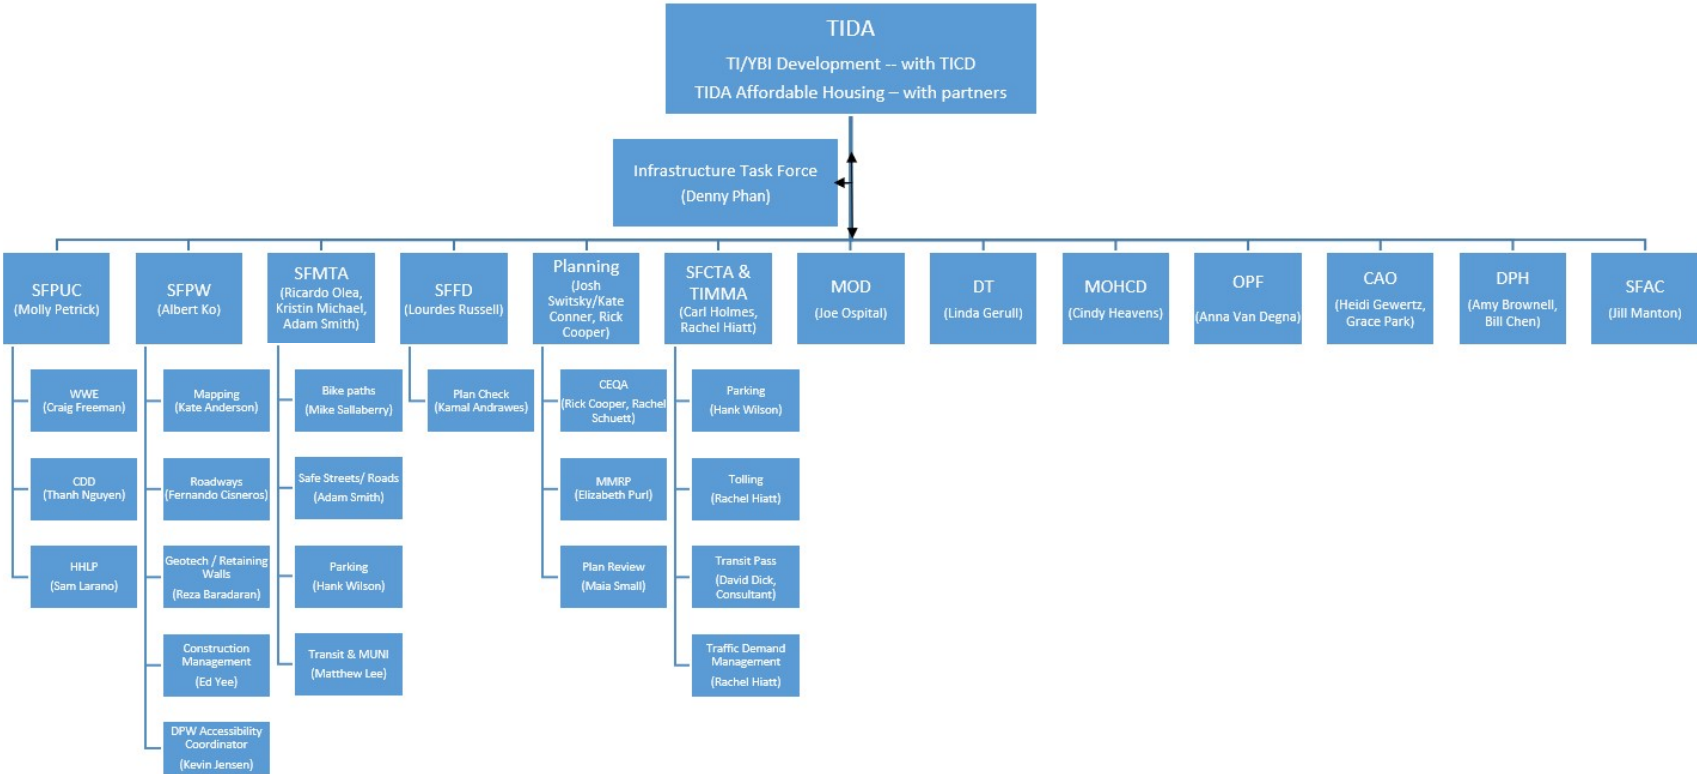 TIDA
TI/YBI Development -- with TICD
TIDA Affordable Housing – with partners
Infrastructure Task Force
(Denny Phan)
SFPUC
(Molly Petrick)
SFPW
(Albert Ko)
SFMTA
(Ricardo Olea,
Kristin Michael,
Adam Smith)
SFFD
(Lourdes Russell)
Planning
(Josh
Switsky/Kate
Conner, Rick
Cooper)
SFCTA &
TIMMA
(Carl Holmes,
Rachel Hiatt)
MOD
(Joe Ospital)
DT
(Linda Gerull)
MOHCD
(Cindy Heavens)
OPF
(Anna Van Degna)
CAO
(Heidi Gewertz,
Grace Park)
DPH
(Amy Brownell,
Bill Chen)
SFAC
(Jill Manton)
WWE
(Craig Freeman)
CDD
(Thanh Nguyen)
HHLP
(Sam Larano)
Mapping
(Kate Anderson)
Roadways
(Fernando Cisneros)
Geotech / Retaining
Walls
(Reza Baradaran)
Construction
Management
(Ed Yee)
DPW Accessibility
Coordinator
(Kevin Jensen)
Bike paths
(Mike Sallaberry)
Safe Streets/ Roads
(Adam Smith)
Parking
(Hank Wilson)
Transit & MUNI
(Matthew Lee)
Plan Check
(Kamal Andrawes)
CEQA
(Rick Cooper, Rachel
Schuett)
MMRP
(Elizabeth Purl)
Plan Review
(Maia Small)
Parking
(Hank Wilson)
Tolling
(Rachel Hiatt)
Transit Pass
(David Dick,
Consultant)
Traffic Demand
Management
(Rachel Hiatt)